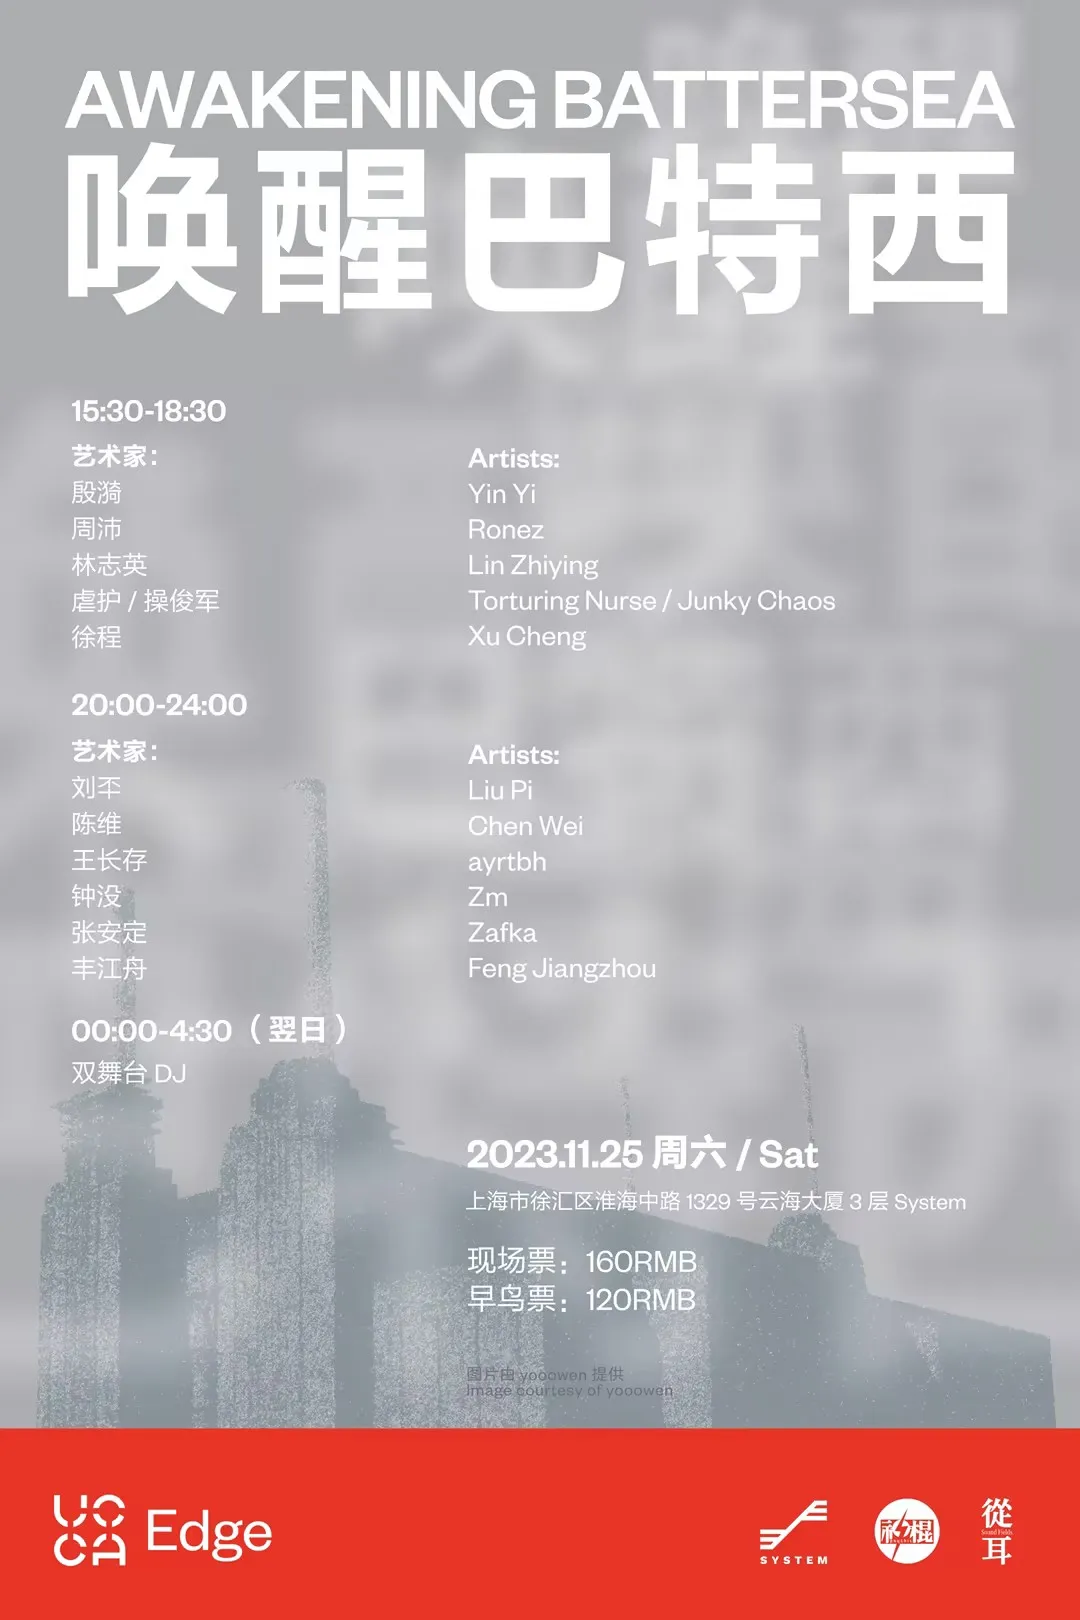 AWAKENING BATTERSEA
唤醒巴特西
15:30-18:30
艺术家：
殷漪
周沛
林志英
虐护 / 操俊军
徐程
Artists:
Yin Yi
Ronez
Lin Zhiying
Torturing Nurse / Junky Chaos
Xu Cheng
20:00-24:00
艺术家：
刘丕
陈维
王长存
钟没
张安定
丰江舟
Artists:
Liu Pi
Chen Wei
ayrtbh
Zm
Zafka
Feng Jiangzhou
00:00-4:30（翌日）
双舞台 DJ
2023.11.25 周六 / Sat
上海市徐汇区淮海中路 1329 号云海大厦 3 层 System
现场票：160RMB
早鸟票：120RMB
图片由 yooowen 提供
Image courtesy of yooowen
UCCA Edge
SYSTEM
從耳
Sound Fields